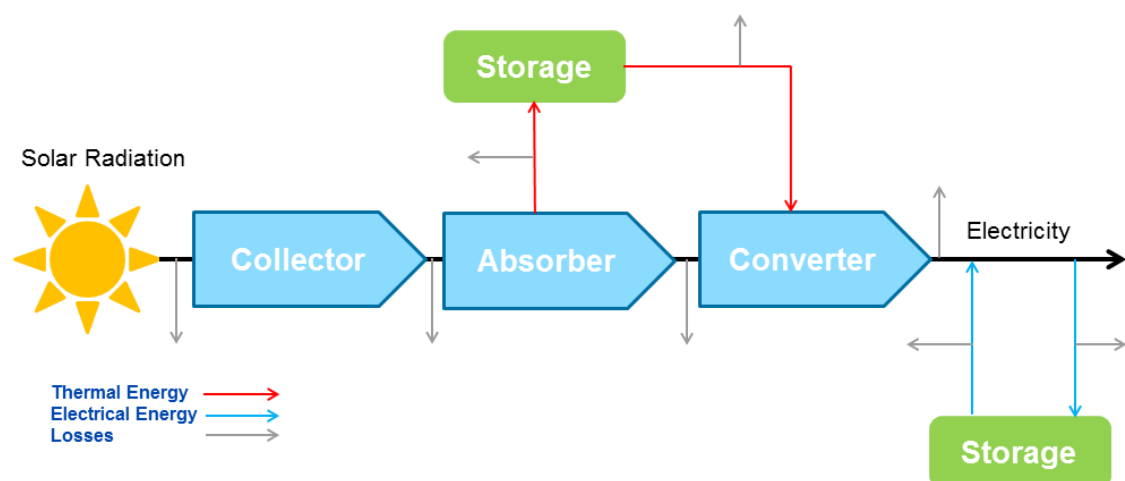 Storage
Solar Radiation
Collector
Absorber
Converter
Electricity
Thermal Energy
Electrical Energy
Losses
Storage